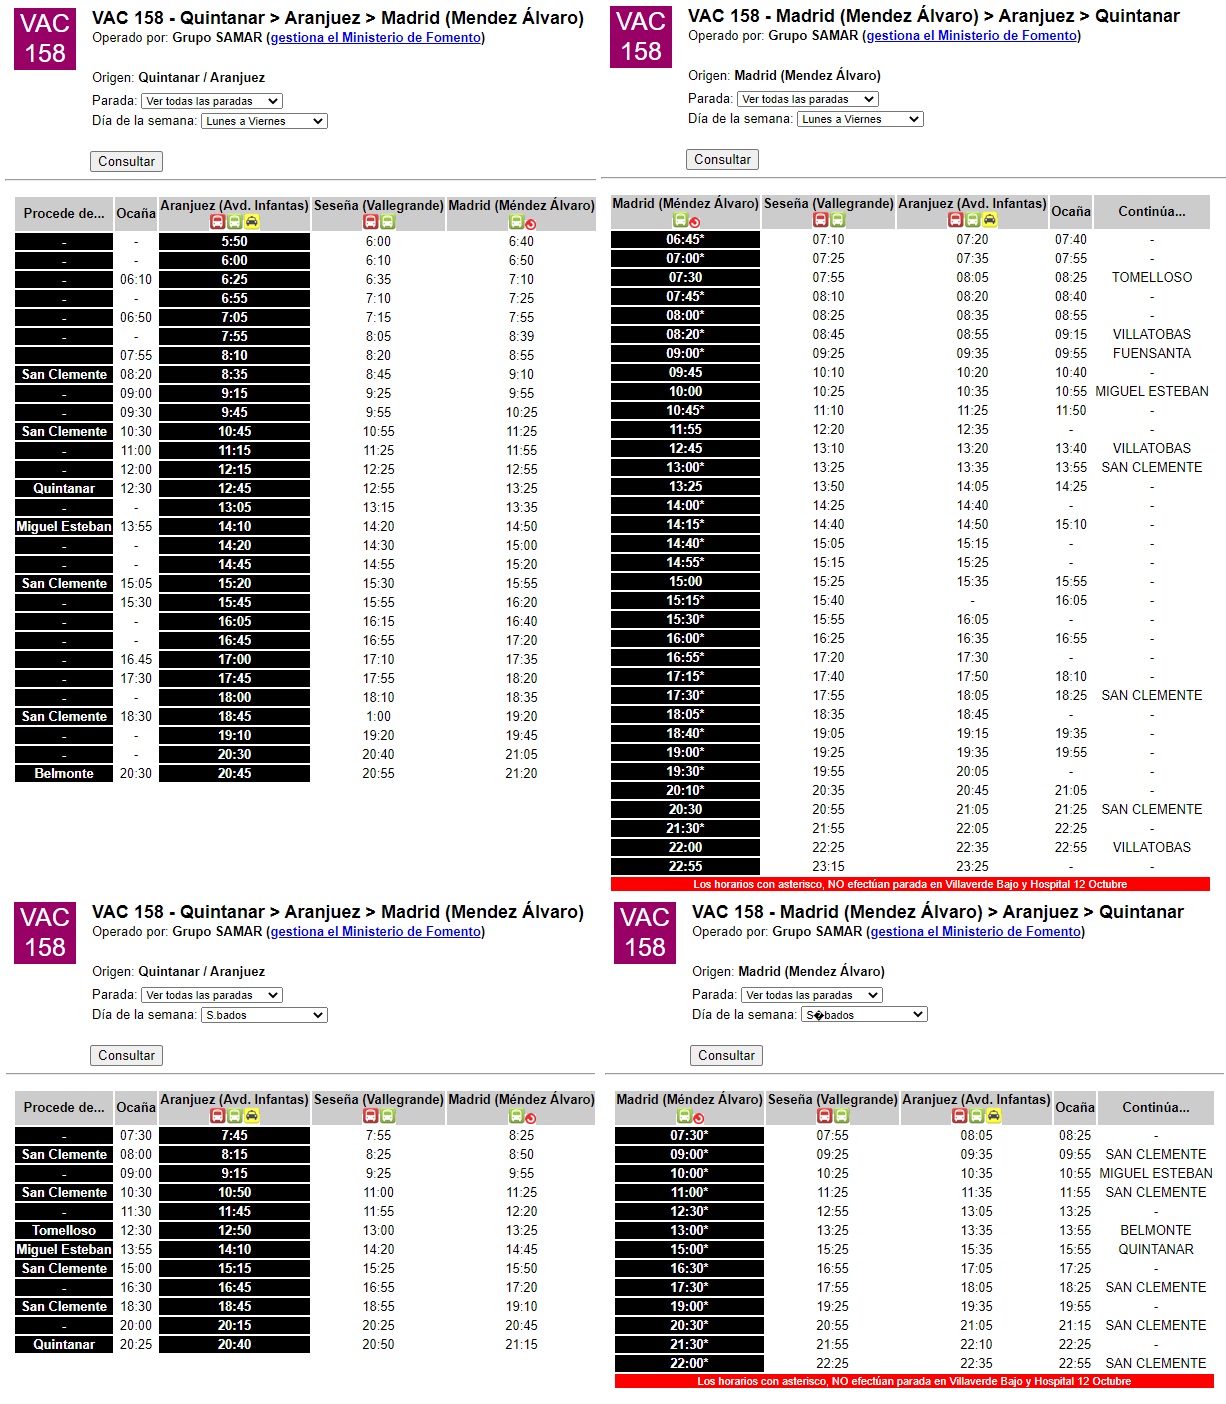 VAC
158
VAC 158 - Quintanar > Aranjuez > Madrid (Mendez Álvaro)
Operado por: Grupo SAMAR (gestiona el Ministerio de Fomento)
Origen: Quintanar / Aranjuez
Parada: Ver todas las paradas
Día de la semana: Lunes a Viernes
Consultar
Procede de... Ocaña Aranjuez (Avd. Infantas) Seseña (Vallegrande) Madrid (Méndez Álvaro)
- - 5:50 6:00 6:40
- - 6:00 6:10 6:50
- 06:10 6:25 6:35 7:10
- - 6:55 7:10 7:25
- 06:50 7:05 7:15 7:55
- - 7:55 8:05 8:39
07:55 8:10 8:20 8:55
San Clemente 08:20 8:35 8:45 9:10
- 09:00 9:15 9:25 9:55
- 09:30 9:45 9:55 10:25
San Clemente 10:30 10:45 10:55 11:25
- 11:00 11:15 11:25 11:55
- 12:00 12:15 12:25 12:55
Quintanar 12:30 12:45 12:55 13:25
- - 13:05 13:15 13:35
Miguel Esteban 13:55 14:10 14:20 14:50
- - 14:20 14:30 15:00
- - 14:45 14:55 15:20
San Clemente 15:05 15:20 15:30 15:55
- 15:30 15:45 15:55 16:20
- - 16:05 16:15 16:40
- - 16:45 16:55 17:20
- 16.45 17:00 17:10 17:35
- 17:30 17:45 17:55 18:20
- - 18:00 18:10 18:35
San Clemente 18:30 18:45 1:00 19:20
- - 19:10 19:20 19:45
- - 20:30 20:40 21:05
Belmonte 20:30 20:45 20:55 21:20
VAC
158
VAC 158 - Madrid (Mendez Álvaro) > Aranjuez > Quintanar
Operado por: Grupo SAMAR (gestiona el Ministerio de Fomento)
Origen: Madrid (Mendez Álvaro)
Parada: Ver todas las paradas
Día de la semana: Lunes a Viernes
Consultar
Madrid (Méndez Álvaro) Seseña (Vallegrande) Aranjuez (Avd. Infantas) Ocaña Continúa...
06:45* 07:10 07:20 07:40 -
07:00* 07:25 07:35 07:55 -
07:30 07:55 08:05 08:25 TOMELLOSO
07:45* 08:10 08:20 08:40 -
08:00* 08:25 08:35 08:55 -
08:20* 08:45 08:55 09:15 VILLATOBAS
09:00* 09:25 09:35 09:55 FUENSANTA
09:45 10:10 10:20 10:40 -
10:00 10:25 10:35 10:55 MIGUEL ESTEBAN
10:45* 11:10 11:25 11:50 -
11:55 12:20 12:35 - -
12:45 13:10 13:20 13:40 VILLATOBAS
13:00* 13:25 13:35 13:55 SAN CLEMENTE
13:25 13:50 14:05 14:25 -
14:00* 14:25 14:40 - -
14:15* 14:40 14:50 15:10 -
14:40* 15:05 15:15 - -
14:55* 15:15 15:25 - -
15:00 15:25 15:35 15:55 -
15:15* 15:40 - 16:05 -
15:30* 15:55 16:05 - -
16:00* 16:25 16:35 16:55 -
16:55* 17:20 17:30 - -
17:15* 17:40 17:50 18:10 -
17:30* 17:55 18:05 18:25 SAN CLEMENTE
18:05* 18:35 18:45 - -
18:40* 19:05 19:15 19:35 -
19:00* 19:25 19:35 19:55 -
19:30* 19:55 20:05 - -
20:10* 20:35 20:45 21:05 -
20:30 20:55 21:05 21:25 SAN CLEMENTE
21:30* 21:55 22:05 22:25 -
22:00 22:25 22:35 22:55 VILLATOBAS
22:55 23:15 23:25 - -
Los horarios con asterisco, NO efectúan parada en Villaverde Bajo y Hospital 12 Octubre
VAC
158
VAC 158 - Quintanar > Aranjuez > Madrid (Mendez Álvaro)
Operado por: Grupo SAMAR (gestiona el Ministerio de Fomento)
Origen: Quintanar / Aranjuez
Parada: Ver todas las paradas
Día de la semana: S.bados
Consultar
Procede de... Ocaña Aranjuez (Avd. Infantas) Seseña (Vallegrande) Madrid (Méndez Álvaro)
- 07:30 7:45 7:55 8:25
San Clemente 08:00 8:15 8:25 8:50
- 09:00 9:15 9:25 9:55
San Clemente 10:30 10:50 11:00 11:25
- 11:30 11:45 11:55 12:20
Tomelloso 12:30 12:50 13:00 13:25
Miguel Esteban 13:55 14:10 14:20 14:45
San Clemente 15:00 15:15 15:25 15:50
- 16:30 16:45 16:55 17:20
San Clemente 18:30 18:45 18:55 19:10
- 20:00 20:15 20:25 20:45
Quintanar 20:25 20:40 20:50 21:15
VAC
158
VAC 158 - Madrid (Mendez Álvaro) > Aranjuez > Quintanar
Operado por: Grupo SAMAR (gestiona el Ministerio de Fomento)
Origen: Madrid (Mendez Álvaro)
Parada: Ver todas las paradas
Día de la semana: S�bados
Consultar
Madrid (Méndez Álvaro) Seseña (Vallegrande) Aranjuez (Avd. Infantas) Ocaña Continúa...
07:30* 07:55 08:05 08:25 -
09:00* 09:25 09:35 09:55 SAN CLEMENTE
10:00* 10:25 10:35 10:55 MIGUEL ESTEBAN
11:00* 11:25 11:35 11:55 SAN CLEMENTE
12:30* 12:55 13:05 13:25 -
13:00* 13:25 13:35 13:55 BELMONTE
15:00* 15:25 15:35 15:55 QUINTANAR
16:30* 16:55 17:05 17:25 -
17:30* 17:55 18:05 18:25 SAN CLEMENTE
19:00* 19:25 19:35 19:55 -
20:30* 20:55 21:05 21:15 SAN CLEMENTE
21:30* 21:55 22:10 22:25 -
22:00* 22:25 22:35 22:55 SAN CLEMENTE
Los horarios con asterisco, NO efectúan parada en Villaverde Bajo y Hospital 12 Octubre